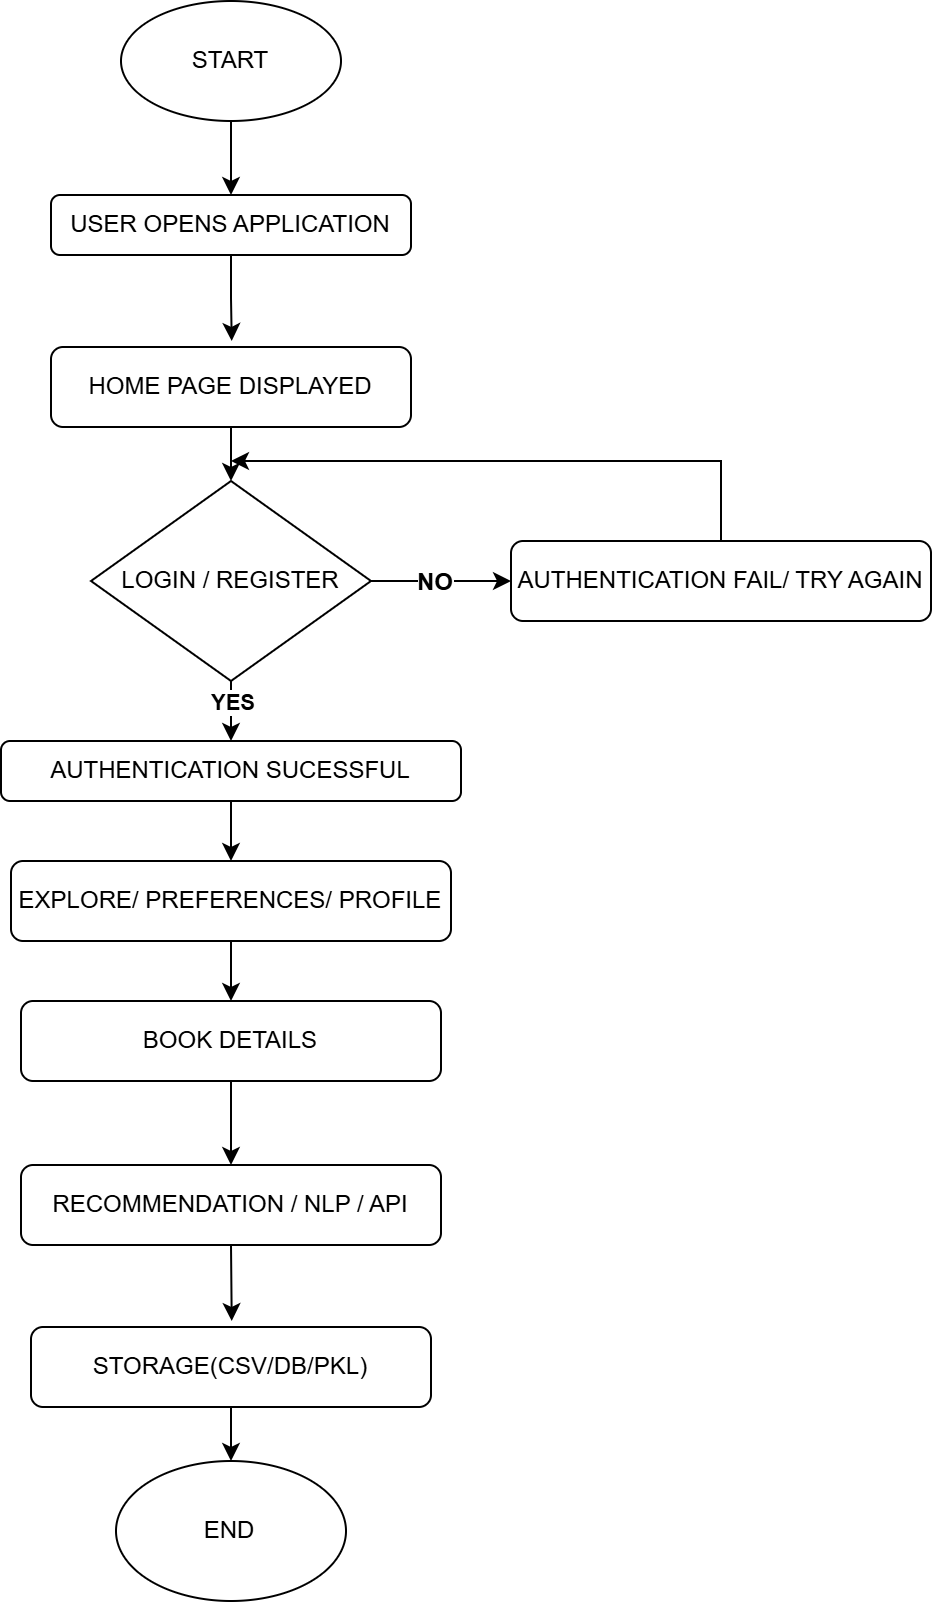 START
USER OPENS APPLICATION
HOME PAGE DISPLAYED
LOGIN / REGISTER
NO
AUTHENTICATION FAIL/ TRY AGAIN
YES
AUTHENTICATION SUCESSFUL
EXPLORE/ PREFERENCES/ PROFILE
BOOK DETAILS
RECOMMENDATION / NLP / API
STORAGE(CSV/DB/PKL)
END